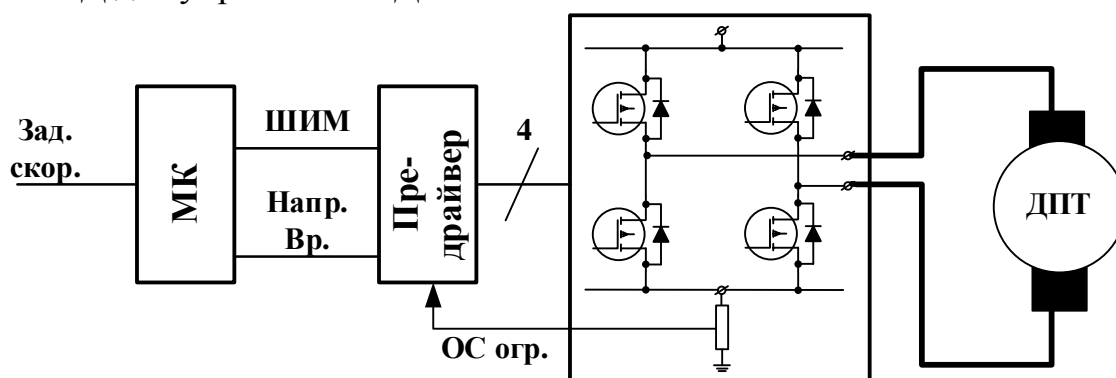 Зад.
скор.
МК
ШИМ
Напр.
Вр.
Пре-
драйвер
4
ОС огр.
ДПТ